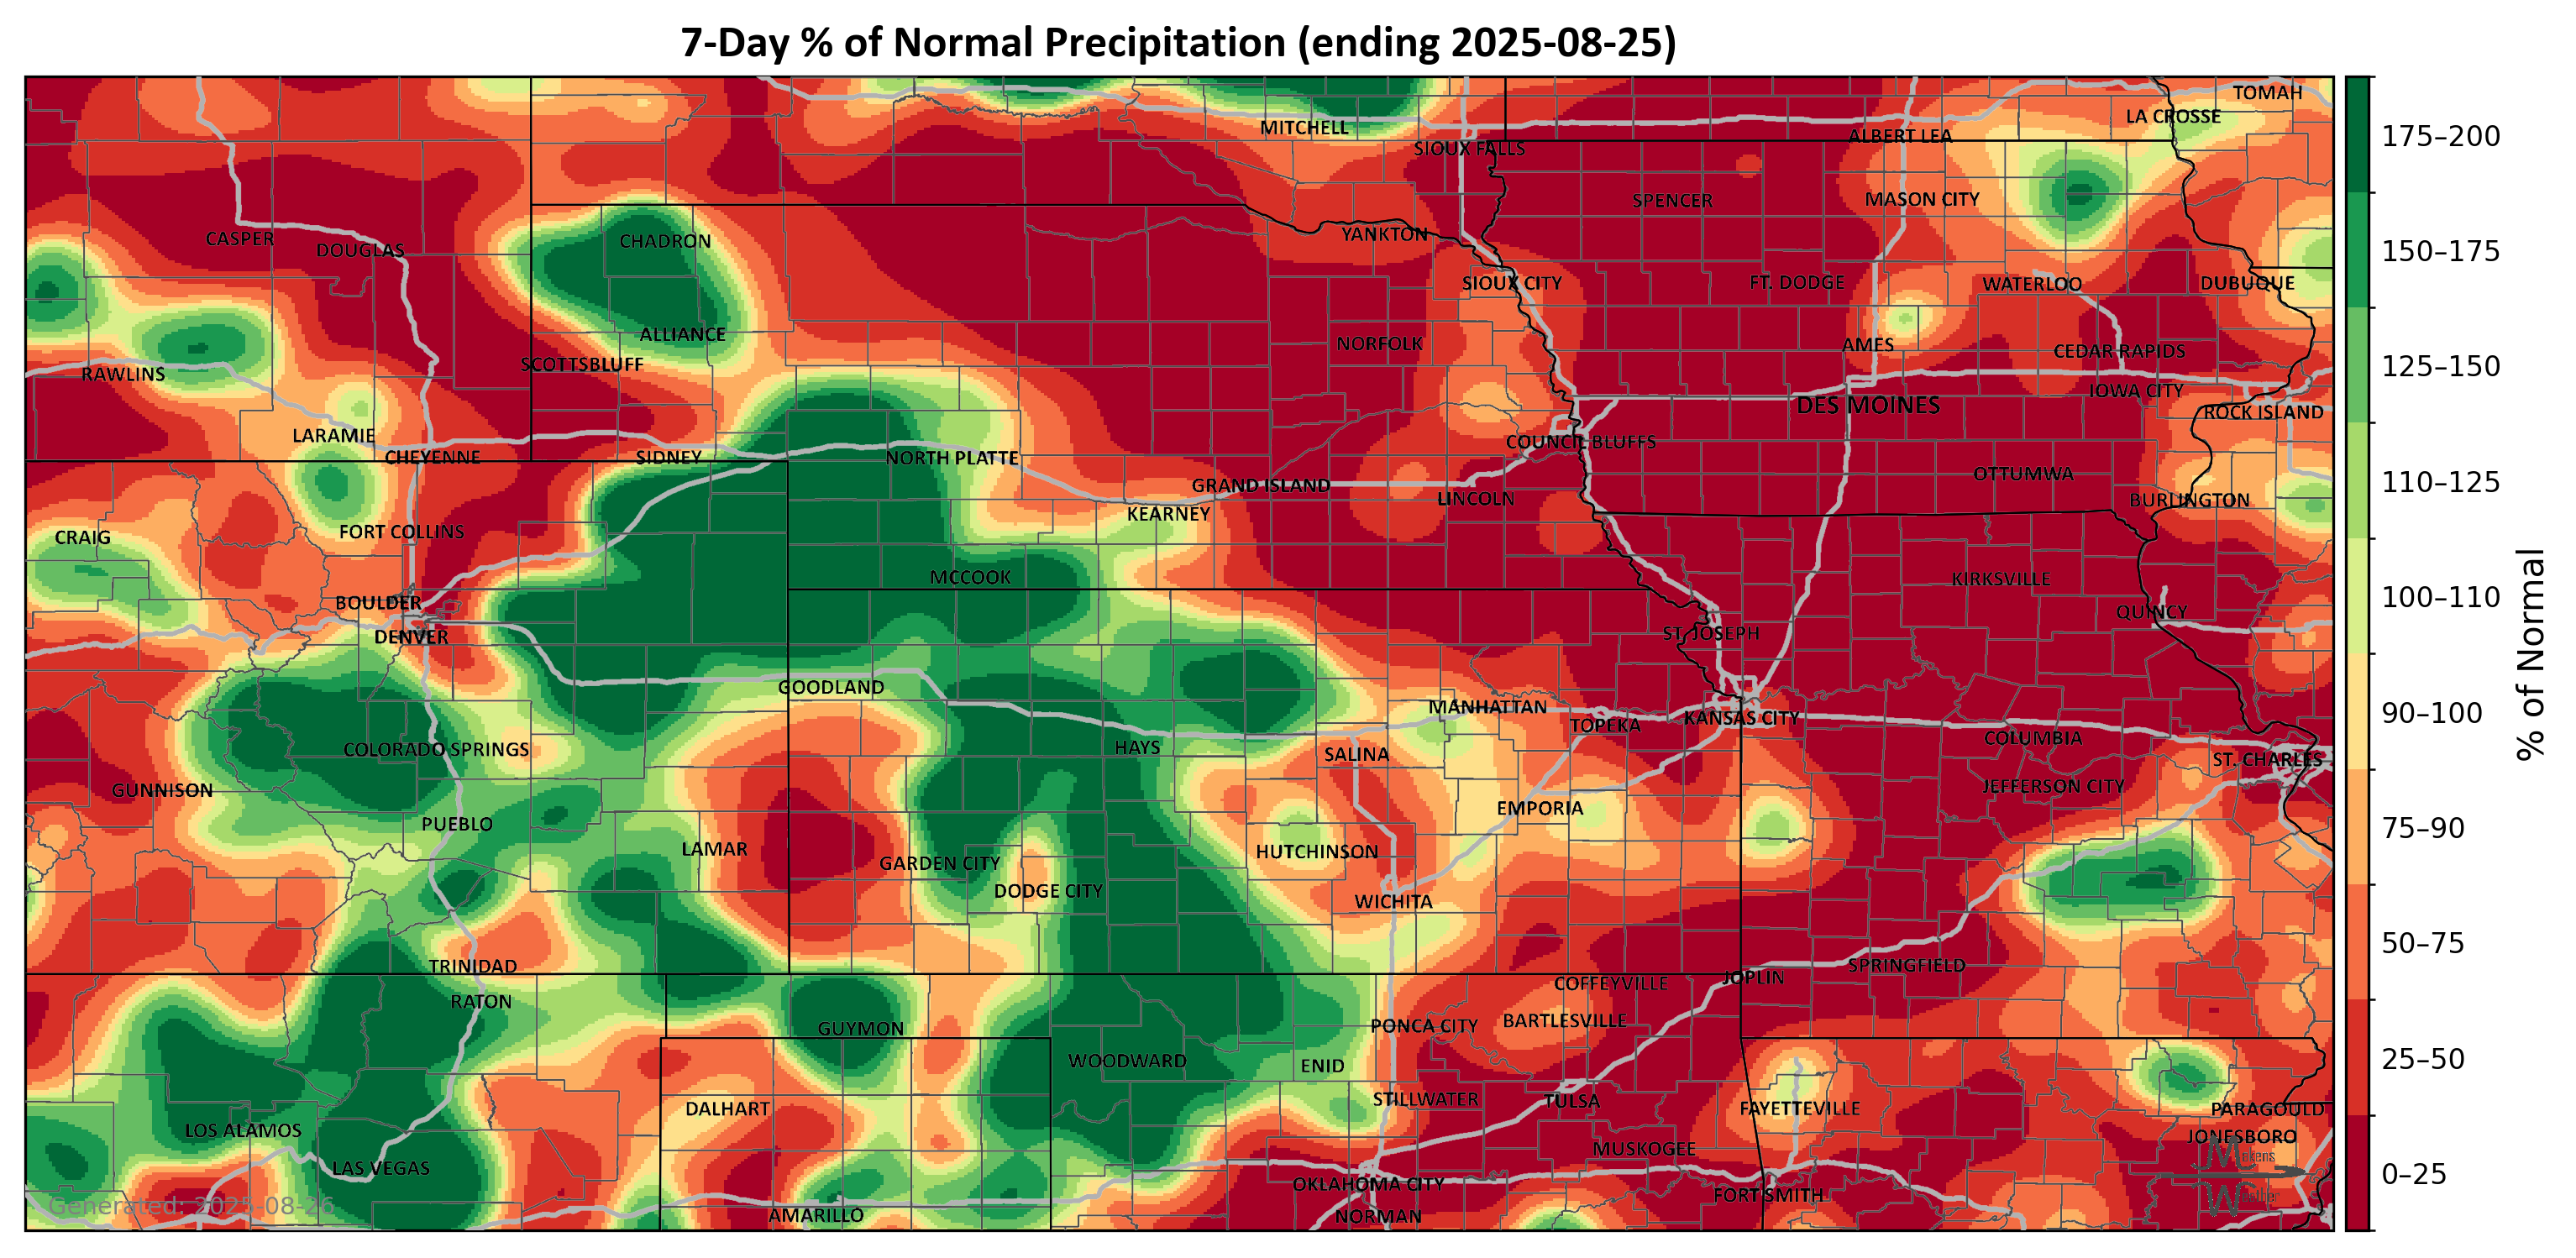 7-Day % of Normal Precipitation (ending 2025-08-25)
TOMAH
LA CROSSE
MITCHELL
ALBERT LEA
SIOUX FALLS
SPENCER
MASON CITY
CASPER
DOUGLAS
CHADRON
YANKTON
SIOUX CITY
FT. DODGE
WATERLOO
DUBUQUE
ALLIANCE
NORFOLK
AMES
CEDAR RAPIDS
SCOTTSBLUFF
RAWLINS
IOWA CITY
DES MOINES
ROCK ISLAND
LARAMIE
COUNCIL BLUFFS
CHEYENNE
SIDNEY
NORTH PLATTE
OTTUMWA
GRAND ISLAND
LINCOLN
BURLINGTON
KEARNEY
FORT COLLINS
CRAIG
MCCOOK
KIRKSVILLE
BOULDER
QUINCY
DENVER
ST. JOSEPH
GOODLAND
MANHATTAN
TOPEKA
KANSAS CITY
COLORADO SPRINGS
HAYS
SALINA
COLUMBIA
ST. CHARLES
GUNNISON
JEFFERSON CITY
EMPORIA
PUEBLO
LAMAR
GARDEN CITY
HUTCHINSON
DODGE CITY
WICHITA
TRINIDAD
SPRINGFIELD
COFFEYVILLE
JOPLIN
RATON
GUYMON
PONCA CITY
BARTLESVILLE
WOODWARD
ENID
DALHART
STILLWATER
TULSA
FAYETTEVILLE
PARAGOULD
LOS ALAMOS
JONESBORO
MUSKOGEE
LAS VEGAS
OKLAHOMA CITY
FORT SMITH
AMARILLO
NORMAN
Generated: 2025-08-26
175–200
150–175
125–150
110–125
100–110
90–100
75–90
50–75
25–50
0–25
% of Normal